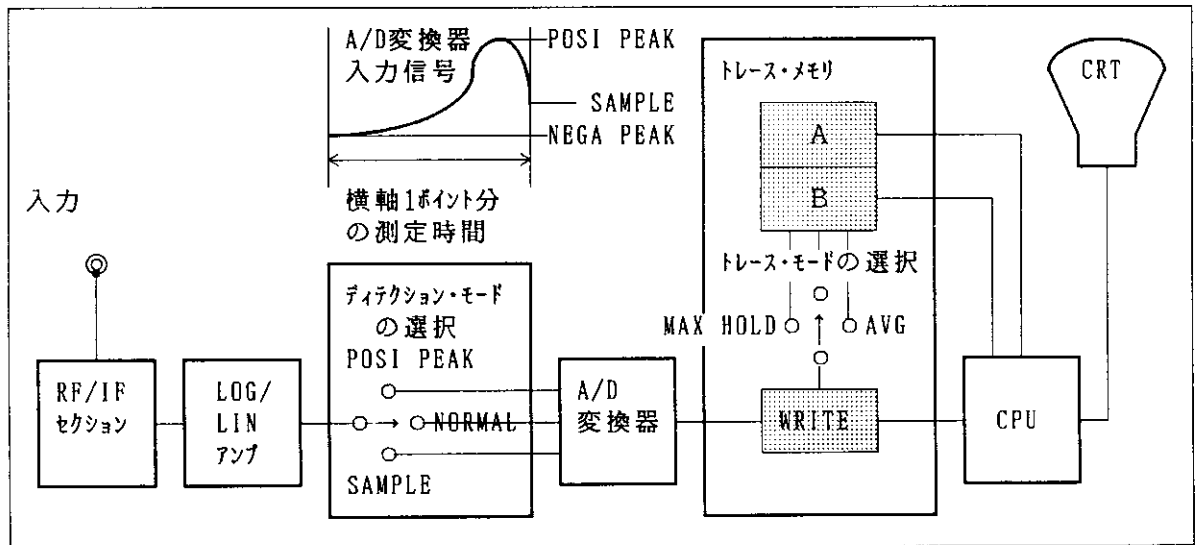 A/D変換器
入力信号
POSI PEAK
SAMPLE
NEGA PEAK
横軸1ポイント分
の測定時間
入力
RF/IF
セクション
LOG/
LIN
アンプ
ディテクション・モード
の選択
POSI PEAK
NORMAL
SAMPLE
A/D
変換器
トレース・メモリ
A
B
トレース・モードの選択
MAX HOLD
AVG
WRITE
CPU
CRT